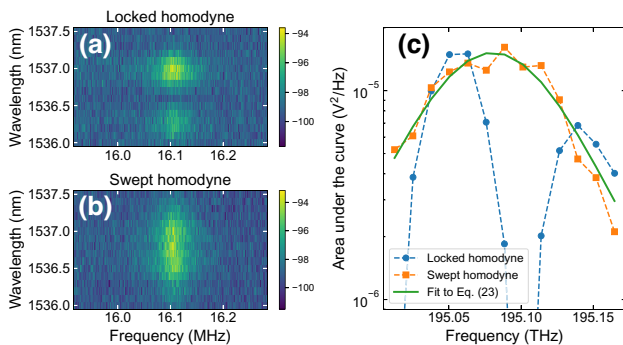 Locked homodyne
(a)
Wavelength (nm)
1537.5
1537.0
1536.5
1536.0
16.0
16.1
16.2
−94
−96
−98
−100
Swept homodyne
(b)
Wavelength (nm)
1537.5
1537.0
1536.5
1536.0
16.0
16.1
16.2
Frequency (MHz)
−94
−96
−98
−100
(c)
Area under the curve (V²/Hz)
10⁻⁵
10⁻⁶
Locked homodyne
Swept homodyne
Fit to Eq. (23)
195.05
195.10
195.15
Frequency (THz)